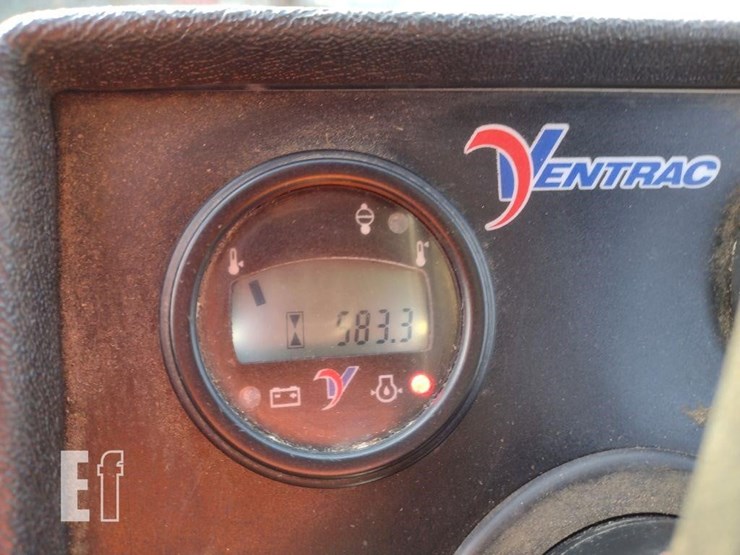 VENTRAC
583.3
Ef